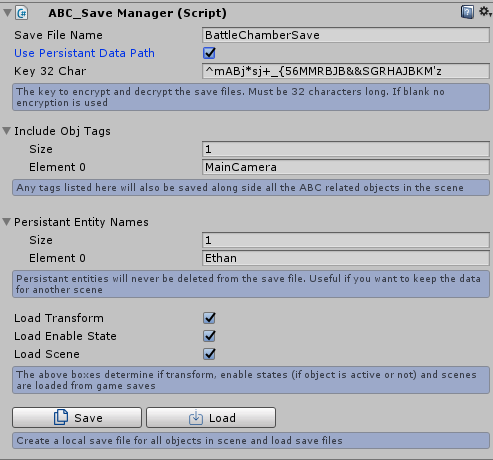 ABC_Save Manager (Script)
Save File Name BattleChamberSave
Use Persistant Data Path
Key 32 Char ^mABj*sj+_{56MMRBJB&&SGRHAJBKM'z
The key to encrypt and decrypt the save files. Must be 32 characters long. If blank no
encryption is used
Include Obj Tags
Size 1
Element 0 MainCamera
Any tags listed here will also be saved along side all the ABC related objects in the scene
Persistant Entity Names
Size 1
Element 0 Ethan
Persistant entities will never be deleted from the save file. Useful if you want to keep the data
for another scene
Load Transform
Load Enable State
Load Scene
The above boxes determine if transform, enable states (if object is active or not) and scenes
are loaded from game saves
Save Load
Create a local save file for all objects in scene and load save files